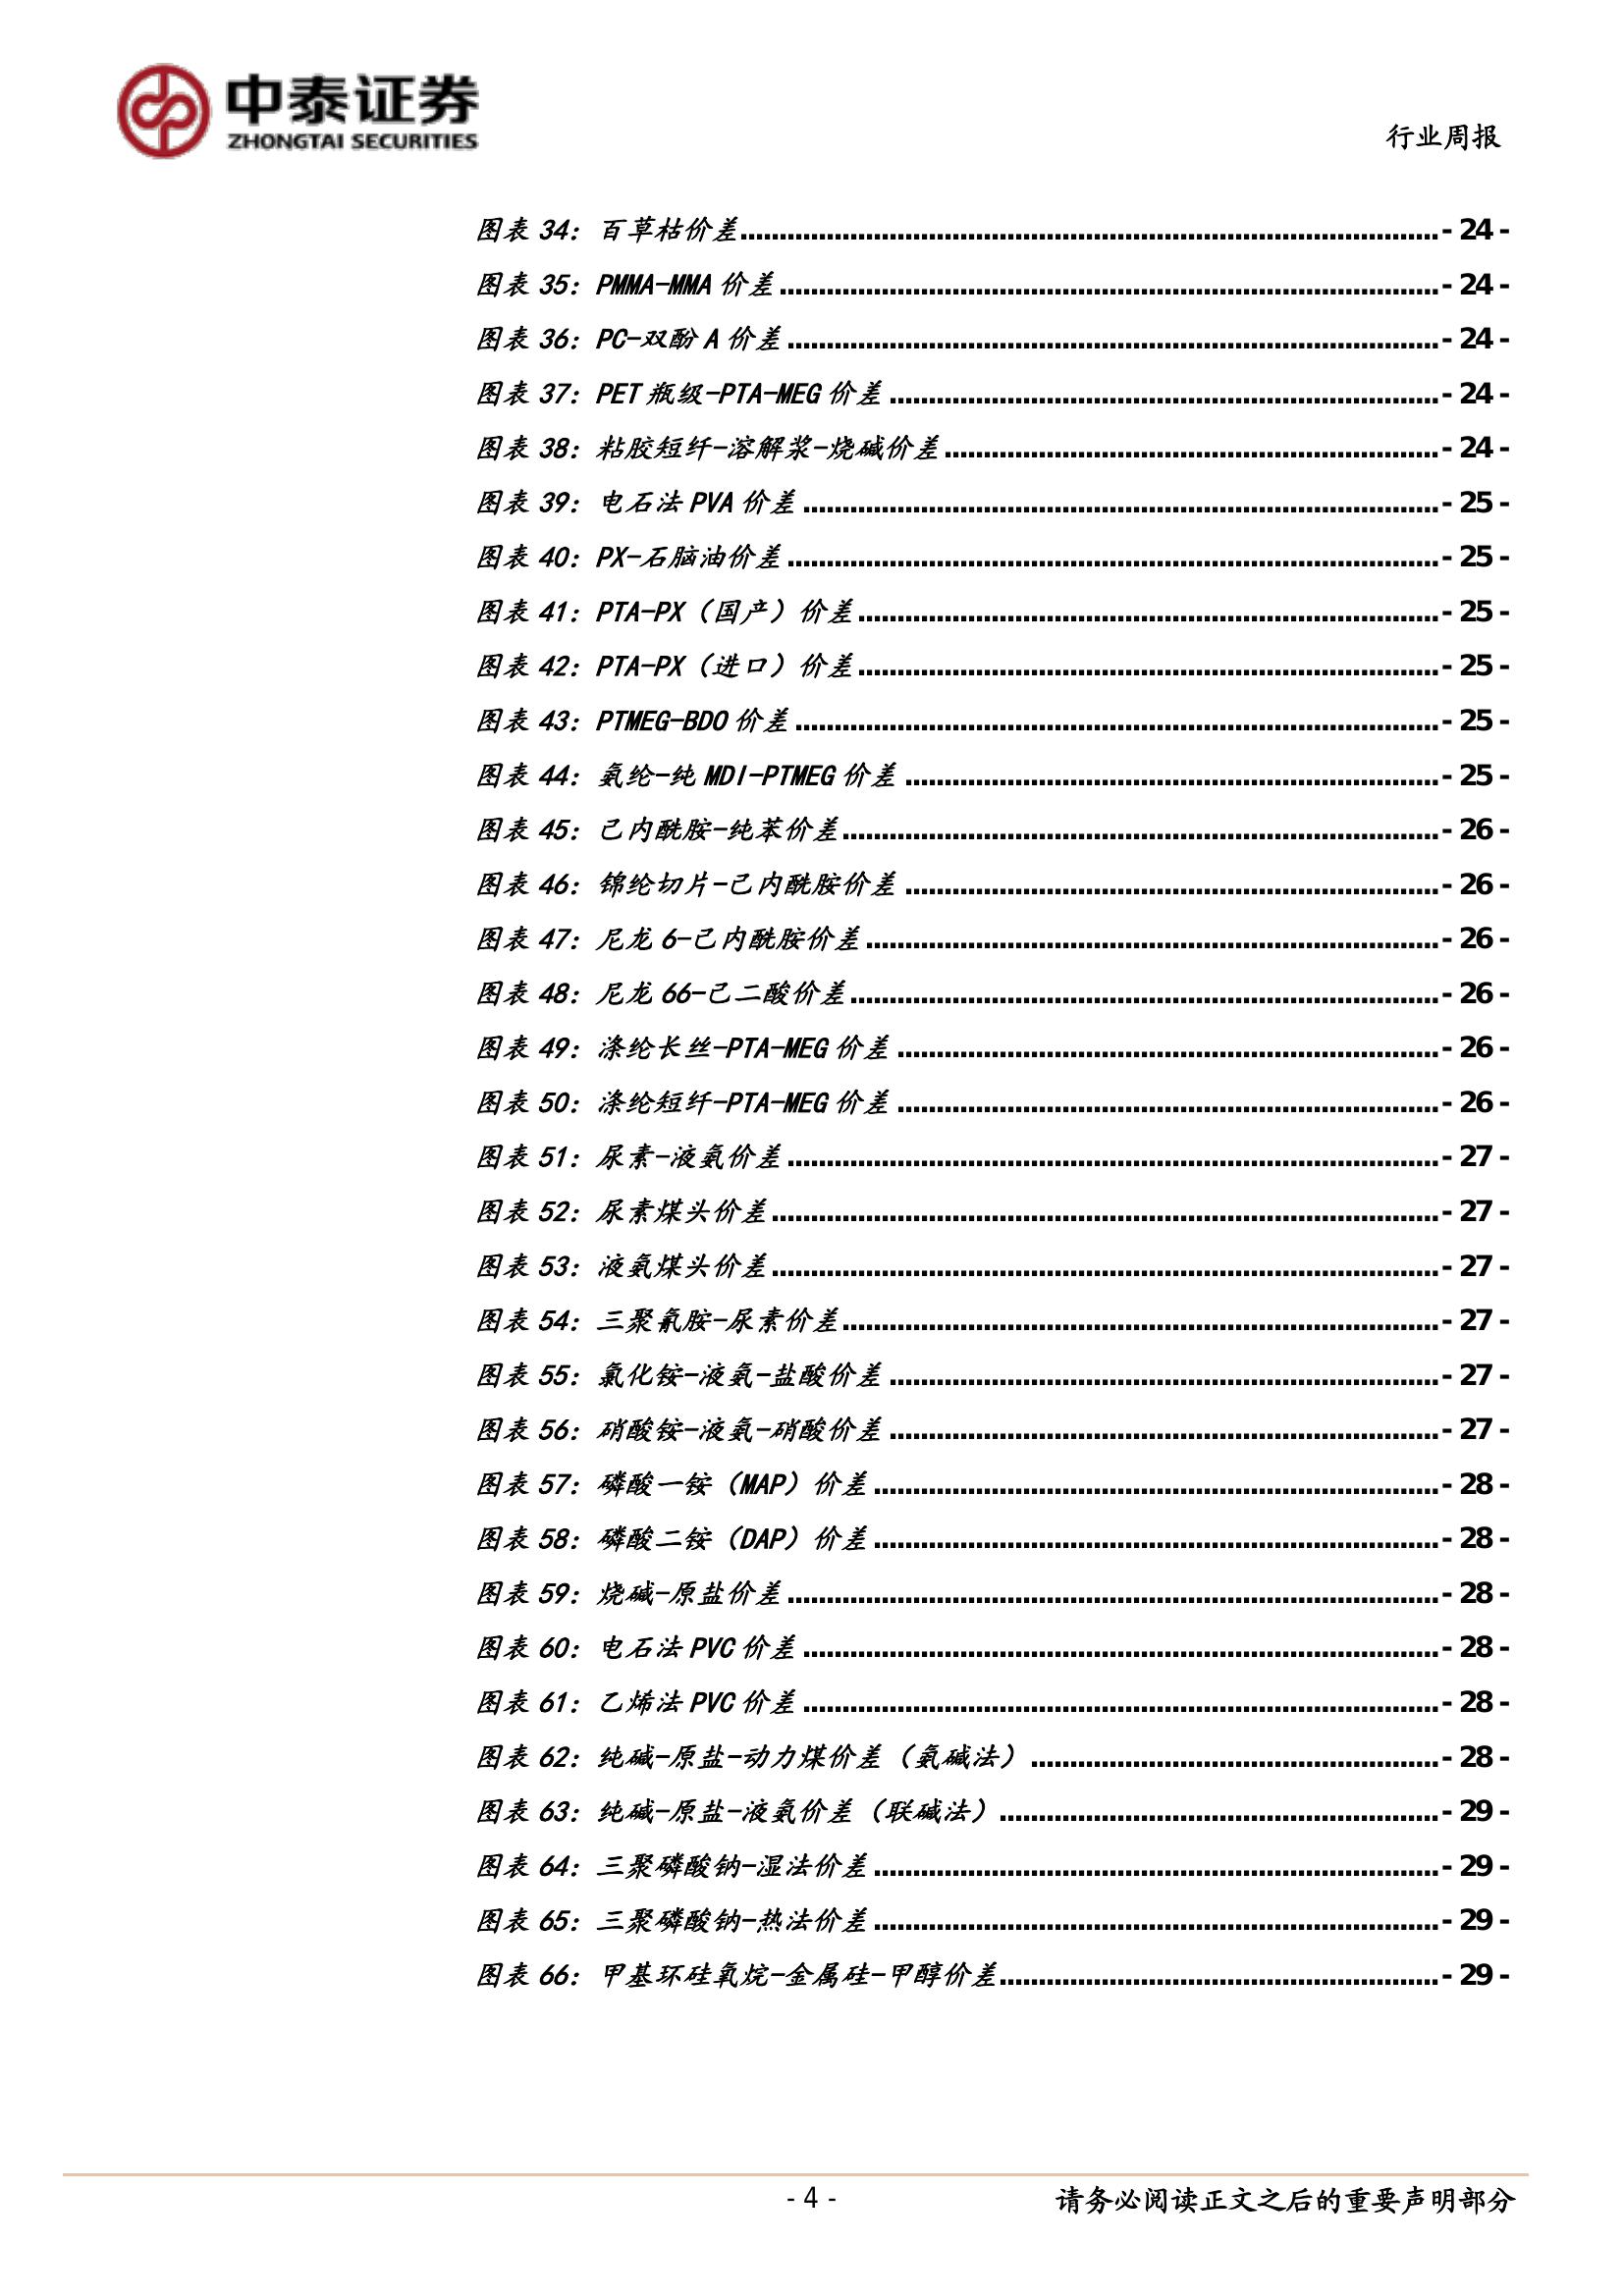 中泰证券
ZHONGTAI SECURITIES
行业周报
图表 34：百草枯价差........................................................................................- 24 -
图表 35：PMMA-MMA 价差........................................................................................- 24 -
图表 36：PC-双酚 A 价差........................................................................................- 24 -
图表 37：PET 瓶级-PTA-MEG 价差........................................................................................- 24 -
图表 38：粘胶短纤-溶解浆-烧碱价差........................................................................................- 24 -
图表 39：电石法 PVA 价差........................................................................................- 25 -
图表 40：PX-石脑油价差........................................................................................- 25 -
图表 41：PTA-PX（国产）价差........................................................................................- 25 -
图表 42：PTA-PX（进口）价差........................................................................................- 25 -
图表 43：PTMEG-BDO 价差........................................................................................- 25 -
图表 44：氨纶-纯 MDI-PTMEG 价差........................................................................................- 25 -
图表 45：己内酰胺-纯苯价差........................................................................................- 26 -
图表 46：锦纶切片-己内酰胺价差........................................................................................- 26 -
图表 47：尼龙 6-己内酰胺价差........................................................................................- 26 -
图表 48：尼龙 66-己二酸价差........................................................................................- 26 -
图表 49：涤纶长丝-PTA-MEG 价差........................................................................................- 26 -
图表 50：涤纶短纤-PTA-MEG 价差........................................................................................- 26 -
图表 51：尿素-液氨价差........................................................................................- 27 -
图表 52：尿素煤头价差........................................................................................- 27 -
图表 53：液氨煤头价差........................................................................................- 27 -
图表 54：三聚氰胺-尿素价差........................................................................................- 27 -
图表 55：氯化铵-液氨-盐酸价差........................................................................................- 27 -
图表 56：硝酸铵-液氨-硝酸价差........................................................................................- 27 -
图表 57：磷酸一铵（MAP）价差........................................................................................- 28 -
图表 58：磷酸二铵（DAP）价差........................................................................................- 28 -
图表 59：烧碱-原盐价差........................................................................................- 28 -
图表 60：电石法 PVC 价差........................................................................................- 28 -
图表 61：乙烯法 PVC 价差........................................................................................- 28 -
图表 62：纯碱-原盐-动力煤价差（氨碱法）........................................................................................- 28 -
图表 63：纯碱-原盐-液氨价差（联碱法）........................................................................................- 29 -
图表 64：三聚磷酸钠-湿法价差........................................................................................- 29 -
图表 65：三聚磷酸钠-热法价差........................................................................................- 29 -
图表 66：甲基环硅氧烷-金属硅-甲醇价差........................................................................................- 29 -
- 4 -
请务必阅读正文之后的重要声明部分